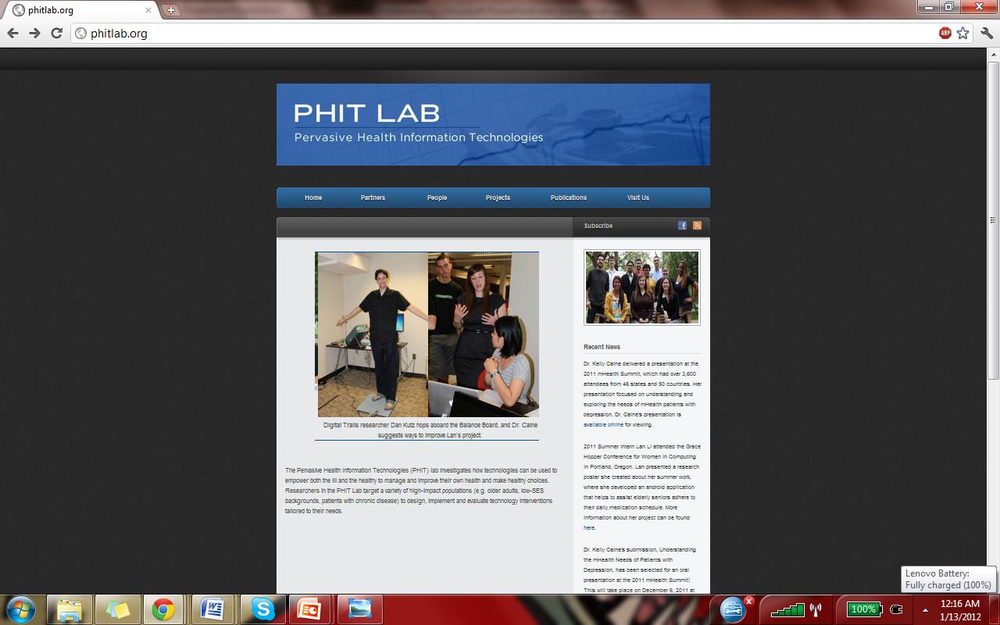 phitlab.org
phitlab.org
ABP
PHIT LAB
Pervasive Health Information Technologies
Home Partners People Projects Publications Visit Us
Subscribe
Digital Trails researcher Dan Kutz hops aboard the Balance Board, and Dr. Caine
suggests ways to improve Lan's project.
The Pervasive Health Information Technologies (PHIT) lab investigates how technologies can be used to
empower both the ill and the healthy to manage and improve their own health and make healthy choices.
Researchers in the PHIT Lab target a variety of high-impact populations (e.g. older adults, low-SES
backgrounds, patients with chronic disease) to design, implement and evaluate technology interventions
tailored to their needs.
Recent News
Dr. Kelly Caine delivered a presentation at the
2011 mHealth Summit, which had over 3,600
attendees from 46 states and 50 countries. Her
presentation focused on understanding and
exploring the needs of mHealth patients with
depression. Dr. Caine's presentation is
available online for viewing.
2011 Summer Intern Lan Li attended the Grace
Hopper Conference for Women in Computing
in Portland, Oregon. Lan presented a research
poster she created about her summer work,
where she developed an android application
that helps to assist elderly seniors adhere to
their daily medication schedule. More
information about her project can be found
here.
Dr. Kelly Caine's submission, Understanding
the mHealth Needs of Patients with
Depression, has been selected for an oral
presentation at the 2011 mHealth Summit!
This will take place on December 6, 2011 at
Lenovo Battery:
Fully charged (100%)
100%
12:16 AM
1/13/2012